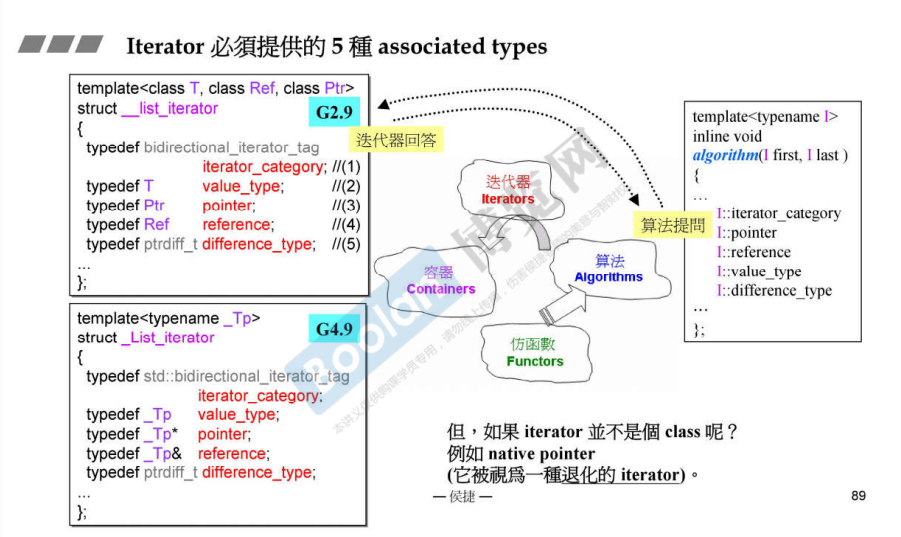 Iterator 必須提供的 5 種 associated types
template<class T, class Ref, class Ptr>
struct __list_iterator
G2.9
{
typedef bidirectional_iterator_tag
iterator_category; //(1)
typedef T value_type; //(2)
typedef Ptr pointer; //(3)
typedef Ref reference; //(4)
typedef ptrdiff_t difference_type; //(5)
...
};
template<typename _Tp>
struct _List_iterator
G4.9
{
typedef std::bidirectional_iterator_tag
iterator_category;
typedef _Tp value_type;
typedef _Tp* pointer;
typedef _Tp& reference;
typedef ptrdiff_t difference_type;
...
};
迭代器回答
迭代器
Iterators
容器
Containers
算法
Algorithms
仿函數
Functors
算法提問
template<typename I>
inline void
algorithm(I first, I last )
{
...
I::iterator_category
I::pointer
I::reference
I::value_type
I::difference_type
...
};
但，如果 iterator 並不是個 class 呢？
例如 native pointer
(它被視爲一種退化的 iterator)。
— 侯捷 —
89
Boolan
博览网